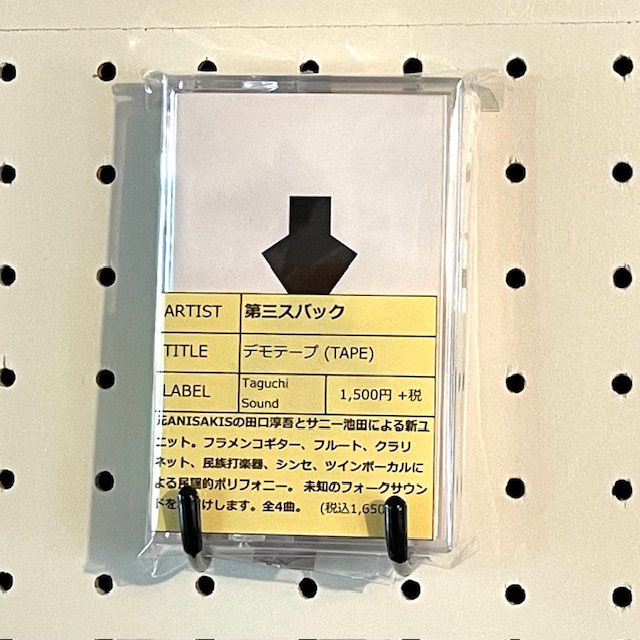 ARTIST 第三スバック
TITLE デモテープ (TAPE)
LABEL Taguchi Sound 1,500円 +税
元ANISAKISの田口淳吾とサニー池田による新ユ
ニット。フラメンコギター、フルート、クラリ
ネット、民族打楽器、シンセ、ツインボーカルに
よる民謡的ポリフォニー。 未知のフォークサウン
ドを けします。全4曲。 (税込1,650